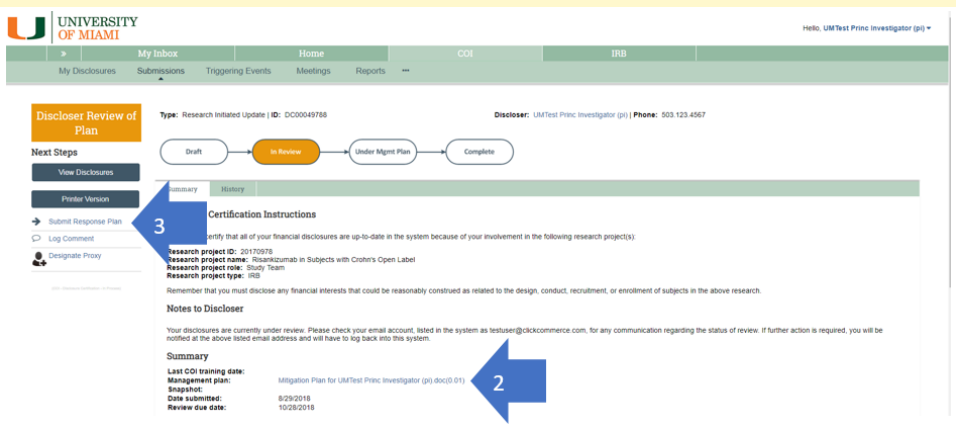 UNIVERSITY
OF MIAMI
Hello, UMTest Princ Investigator (pi)
» My Inbox Home COI IRB
My Disclosures Submissions Triggering Events Meetings Reports •••
Discloser Review of
Plan
Next Steps
View Disclosures
Printer Version
Submit Response Plan
Log Comment
Designate Proxy
3
Type: Research Initiated Update | ID: DC00049788 Discloser: UMTest Princ Investigator (pi) | Phone: 503.123.4567
Draft In Review Under Mgmt Plan Complete
Summary History
Certification Instructions
certify that all of your financial disclosures are up-to-date in the system because of your involvement in the following research project(s):
Research project ID: 20170978
Research project name: Risankizumab in Subjects with Crohn's Open Label
Research project role: Study Team
Research project type: IRB
Remember that you must disclose any financial interests that could be reasonably construed as related to the design, conduct, recruitment, or enrollment of subjects in the above research.
Notes to Discloser
Your disclosures are currently under review. Please check your email account, listed in the system as testuser@clickcommerce.com, for any communication regarding the status of review. If further action is required, you will be
notified at the above listed email address and will have to log back into this system.
Summary
Last COI training date:
Management plan: Mitigation Plan for UMTest Princ Investigator (pi).doc(0.01)
Snapshot:
Date submitted: 8/29/2018
Review due date: 10/28/2018
2